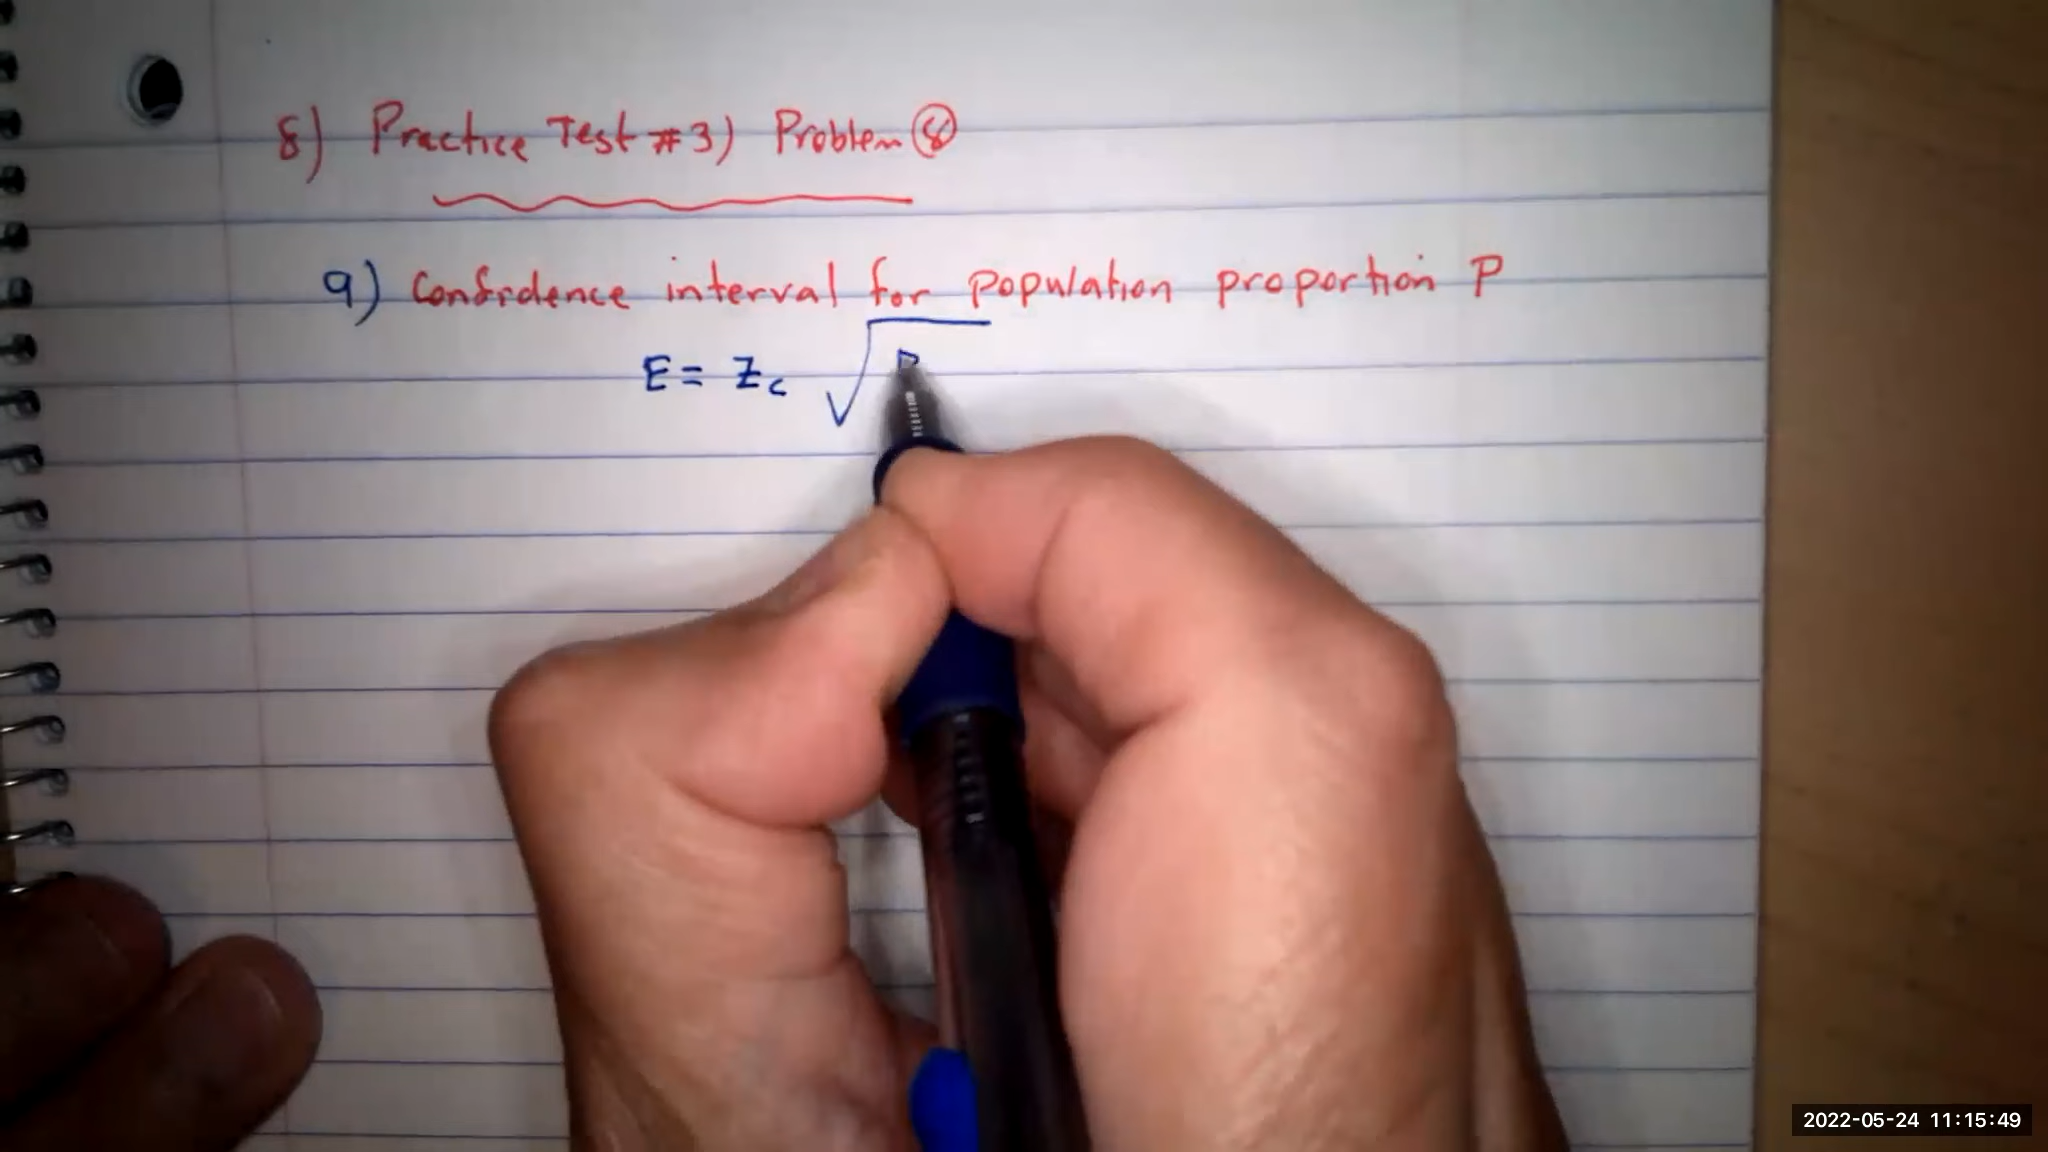 8) Practice Test #3) Problem ⑧
9) Confidence interval for population proportion P
E = Zc √P
2022-05-24 11:15:49